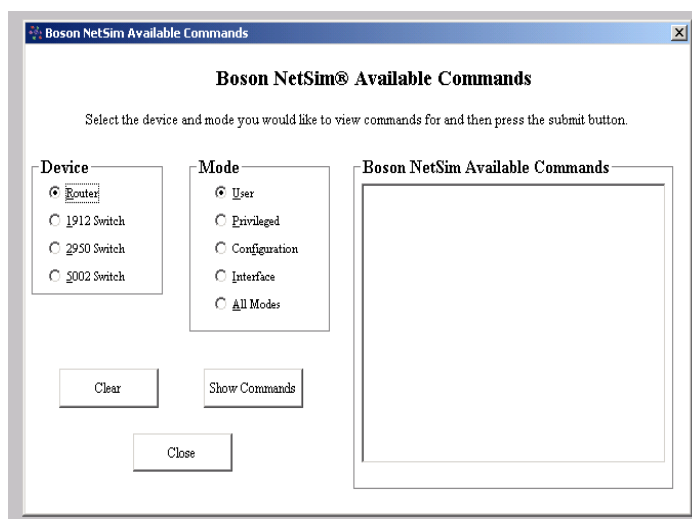 Boson NetSim Available Commands
Boson NetSim® Available Commands
Select the device and mode you would like to view commands for and then press the submit button.
Device
Router
1912 Switch
2950 Switch
5002 Switch
Mode
User
Privileged
Configuration
Interface
All Modes
Boson NetSim Available Commands
Clear
Show Commands
Close